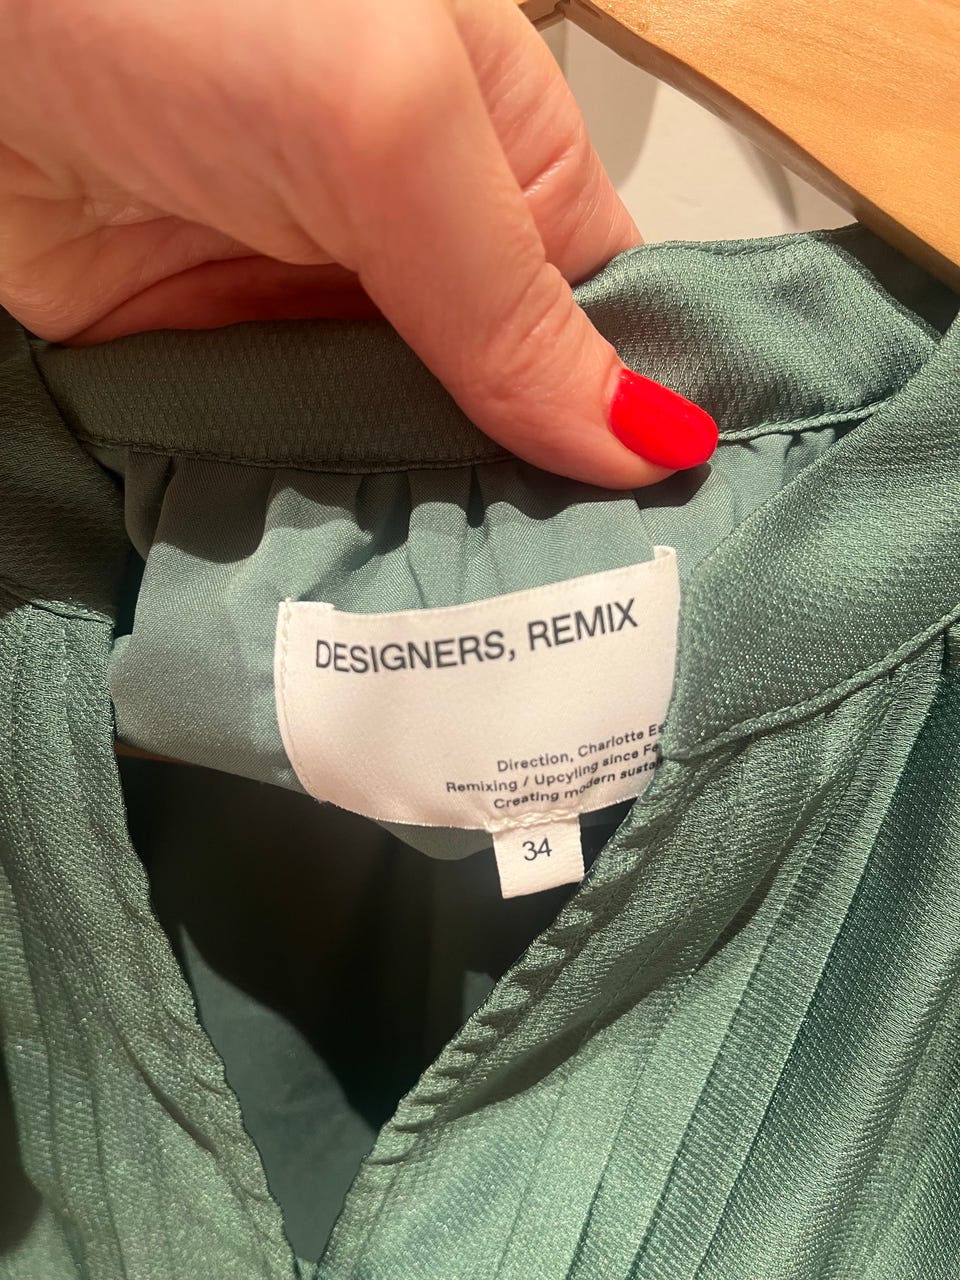 DESIGNERS, REMIX
Direction, Charlotte
Remixing / Upcyling since
Creating modern
34